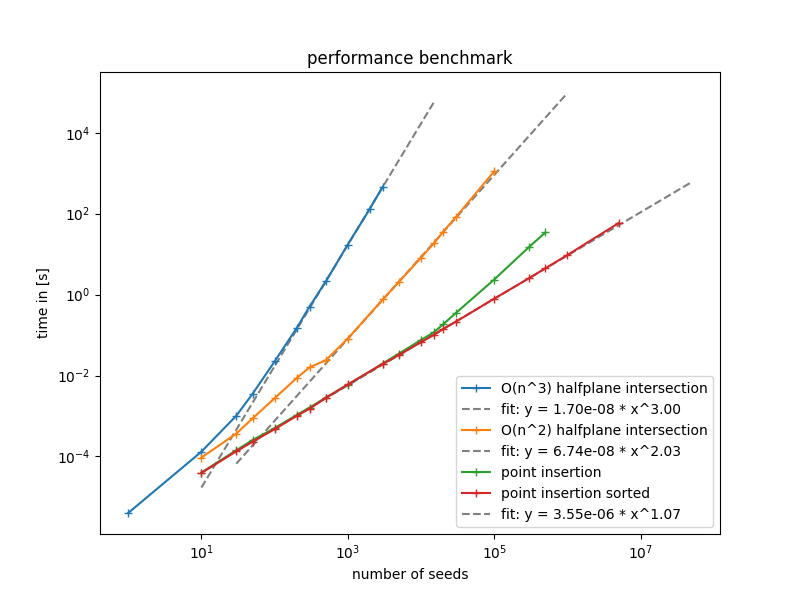 performance benchmark
time in [s]
10^4
10^2
10^0
10^−2
10^−4
O(n^3) halfplane intersection
fit: y = 1.70e-08 * x^3.00
O(n^2) halfplane intersection
fit: y = 6.74e-08 * x^2.03
point insertion
point insertion sorted
fit: y = 3.55e-06 * x^1.07
10^1
10^3
10^5
10^7
number of seeds